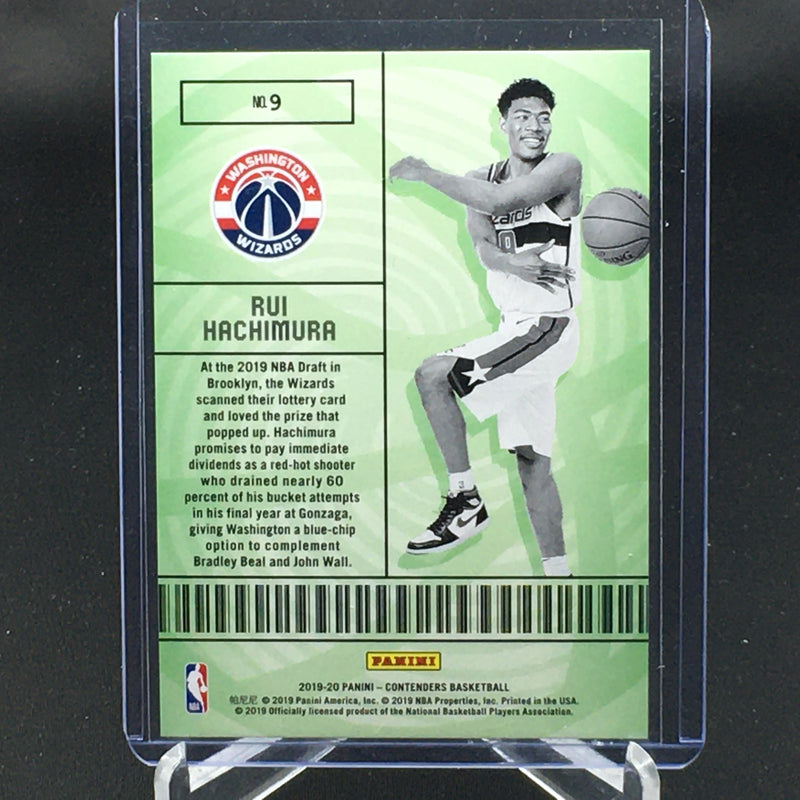 NO. 9
WASHINGTON
WIZARDS
RUI
HACHIMURA
At the 2019 NBA Draft in
Brooklyn, the Wizards
scanned their lottery card
and loved the prize that
popped up. Hachimura
promises to pay immediate
dividends as a red-hot shooter
who drained nearly 60
percent of his bucket attempts
in his final year at Gonzaga,
giving Washington a blue-chip
option to complement
Bradley Beal and John Wall.
PANINI
2019-20 PANINI – CONTENDERS BASKETBALL
帕尼尼 © 2019 Panini America, Inc. © 2019 NBA Properties, Inc. Printed in the USA.
© 2019 Officially licensed product of the National Basketball Players Association.
NBA